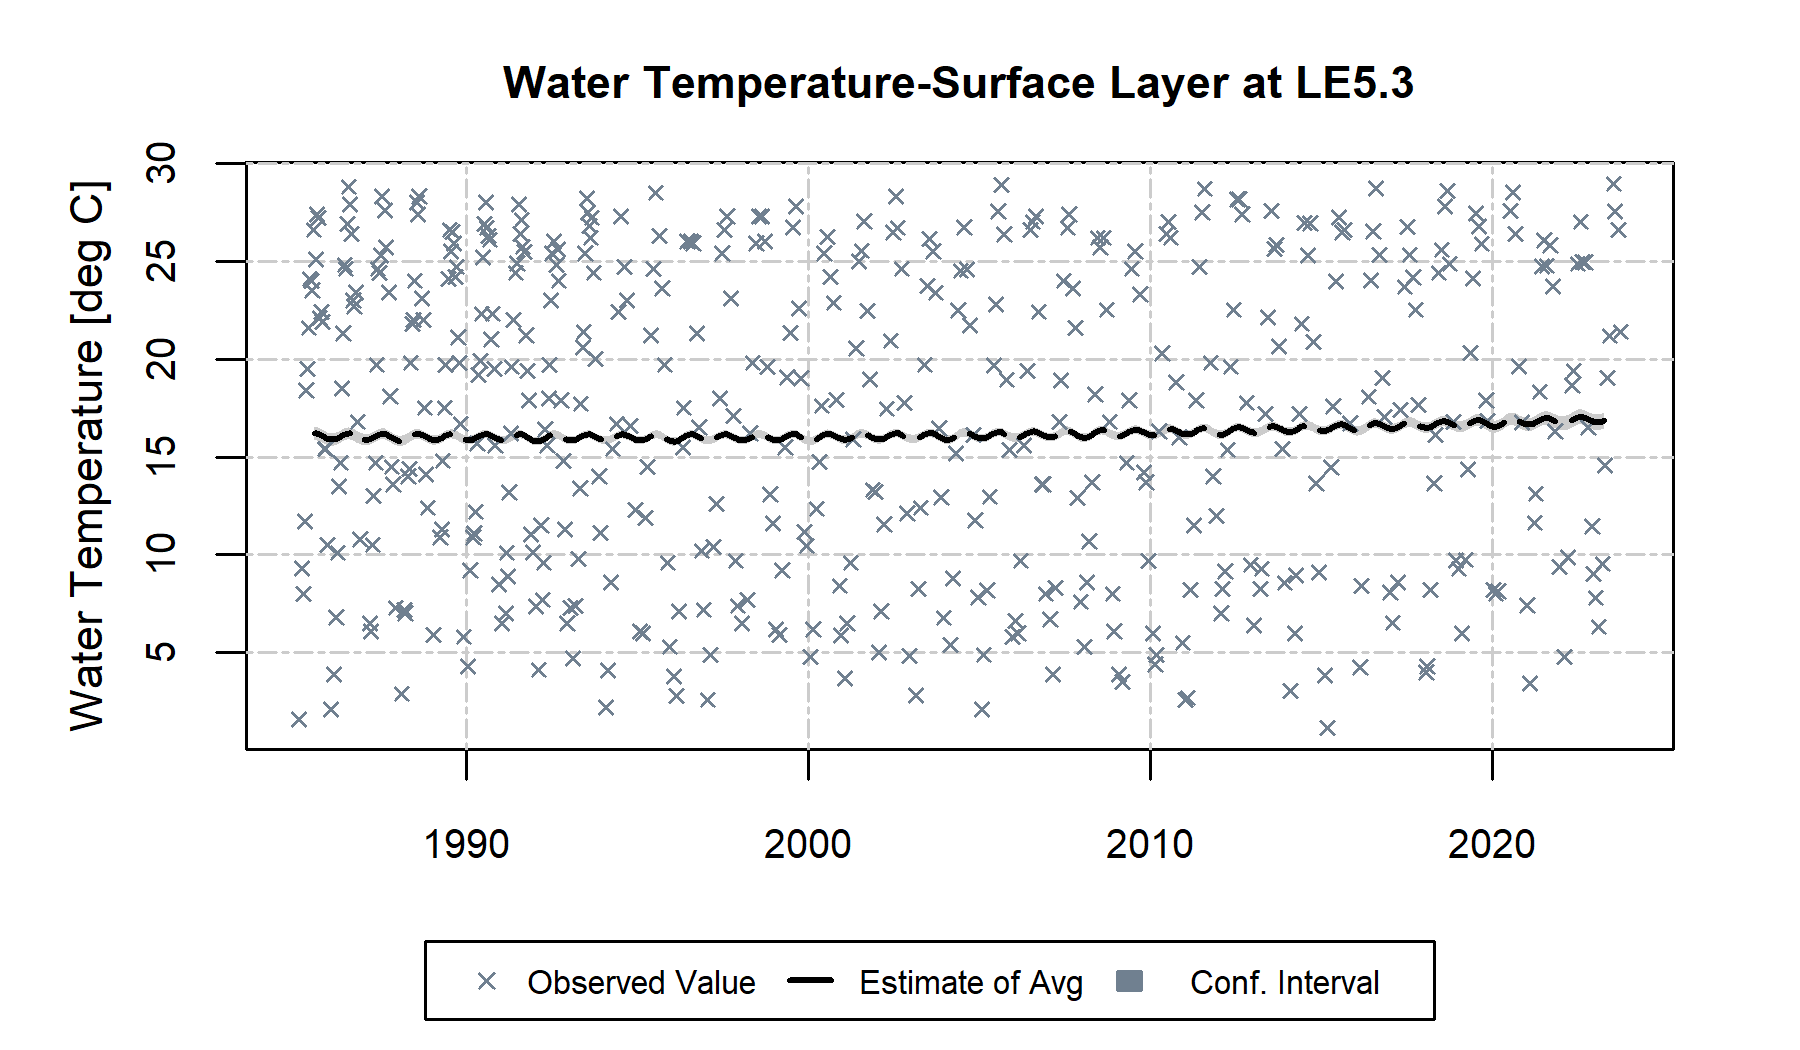 Water Temperature-Surface Layer at LE5.3
Water Temperature [deg C]
30
25
20
15
10
5
1990 2000 2010 2020
Observed Value Estimate of Avg Conf. Interval